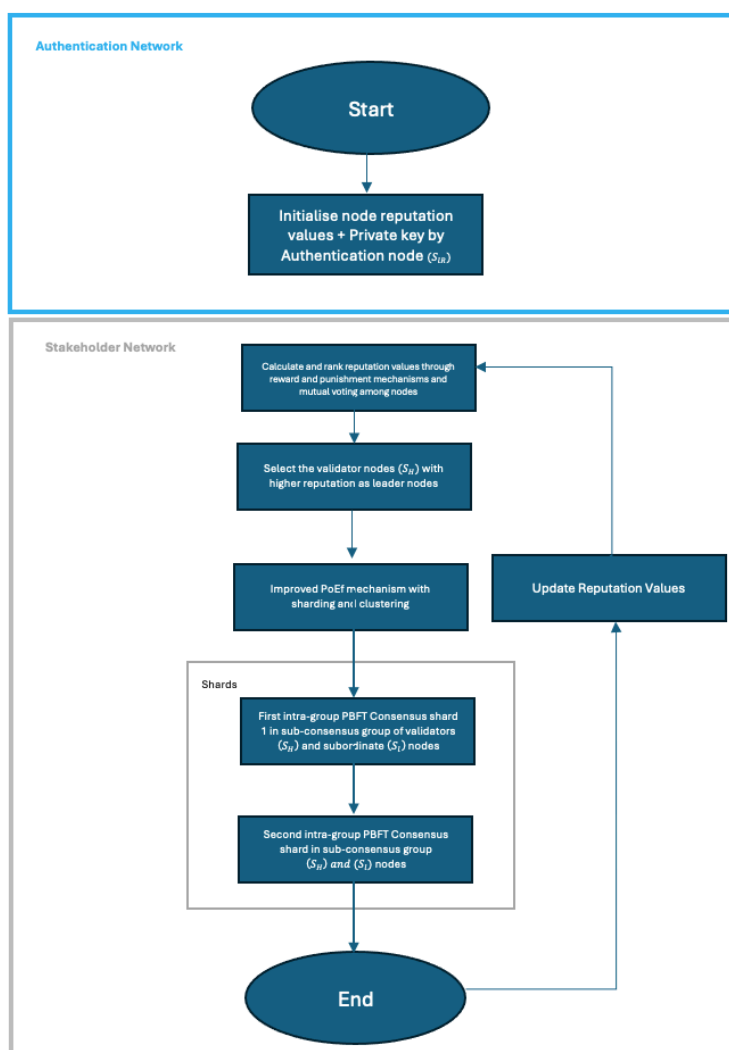 Authentication Network
Start
Initialise node reputation
values + Private key by
Authentication node (S_LR)
Stakeholder Network
Calculate and rank reputation values through
reward and punishment mechanisms and
mutual voting among nodes
Select the validator nodes (S_H) with
higher reputation as leader nodes
Improved PoEf mechanism with
sharding and clustering
Update Reputation Values
Shards
First intra-group PBFT Consensus shard
1 in sub-consensus group of validators
(S_H) and subordinate (S_L) nodes
Second intra-group PBFT Consensus
shard in sub-consensus group
(S_H) and (S_L) nodes
End